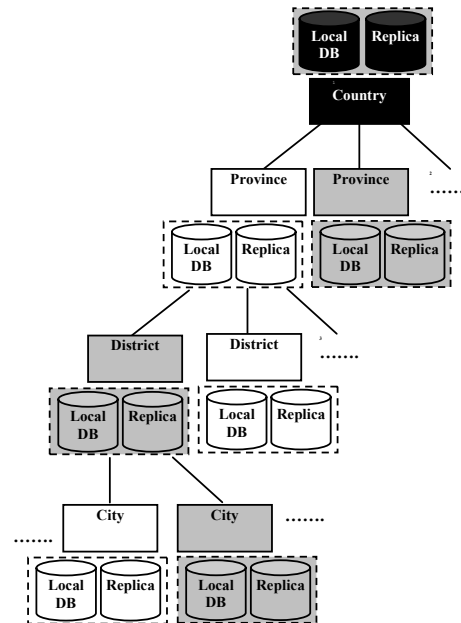 Local DB
Replica
Country
Province
Province
.......
Local DB
Replica
Local DB
Replica
District
District
.......
Local DB
Replica
Local DB
Replica
City
City
.......
.......
Local DB
Replica
Local DB
Replica